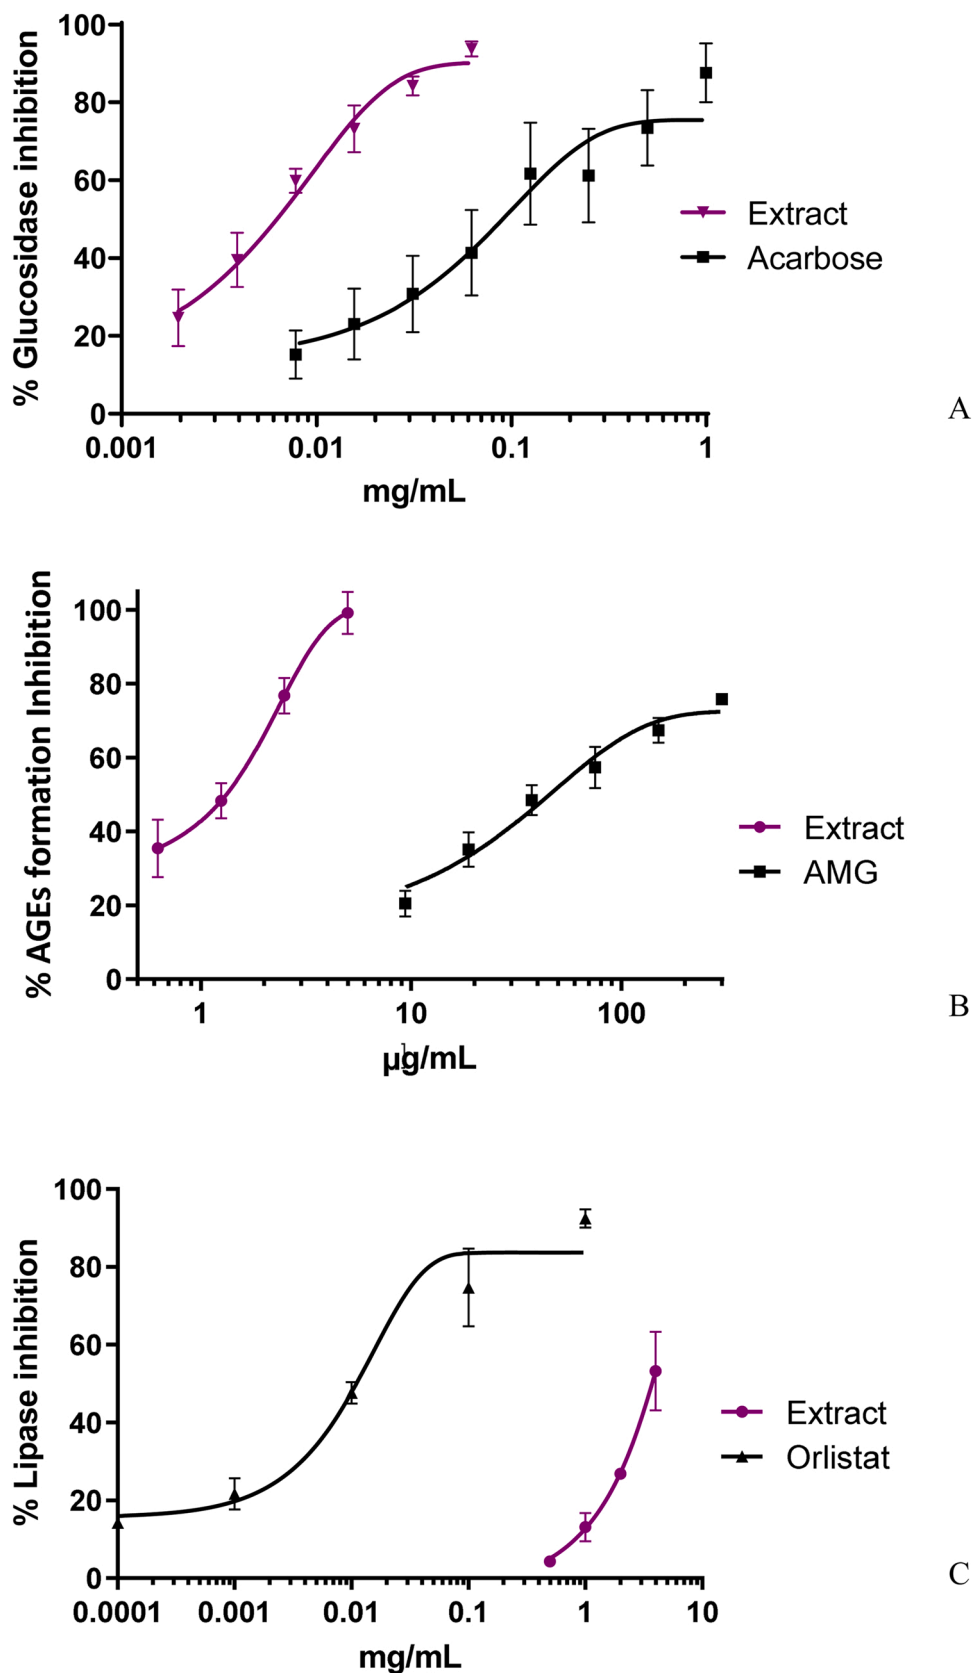 % Glucosidase inhibition
100
80
60
40
20
0
0.001
0.01
0.1
1
mg/mL
Extract
Acarbose
A
% AGEs formation Inhibition
100
80
60
40
20
0
1
10
100
µg/mL
Extract
AMG
B
% Lipase inhibition
100
80
60
40
20
0
0.0001
0.001
0.01
0.1
1
10
mg/mL
Extract
Orlistat
C